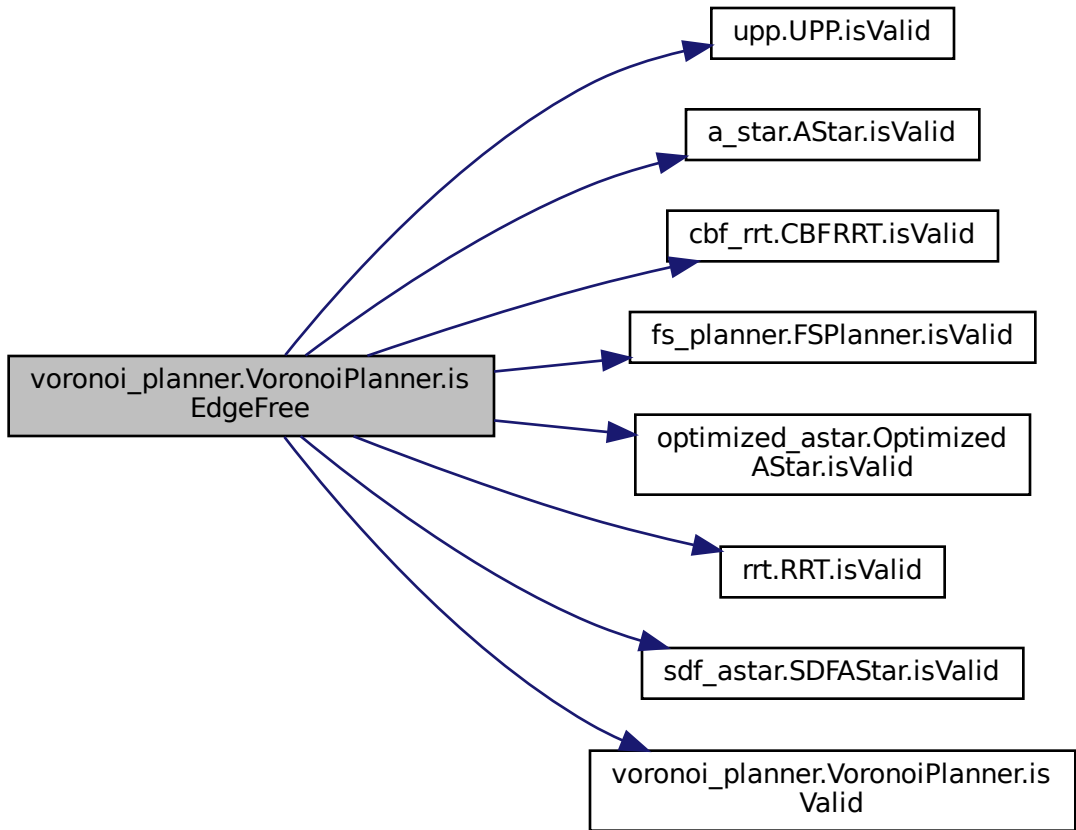 upp.UPP.isValid
a_star.AStar.isValid
cbf_rrt.CBFRRT.isValid
fs_planner.FSPlanner.isValid
voronoi_planner.VoronoiPlanner.is
EdgeFree
optimized_astar.Optimized
AStar.isValid
rrt.RRT.isValid
sdf_astar.SDFAStar.isValid
voronoi_planner.VoronoiPlanner.is
Valid